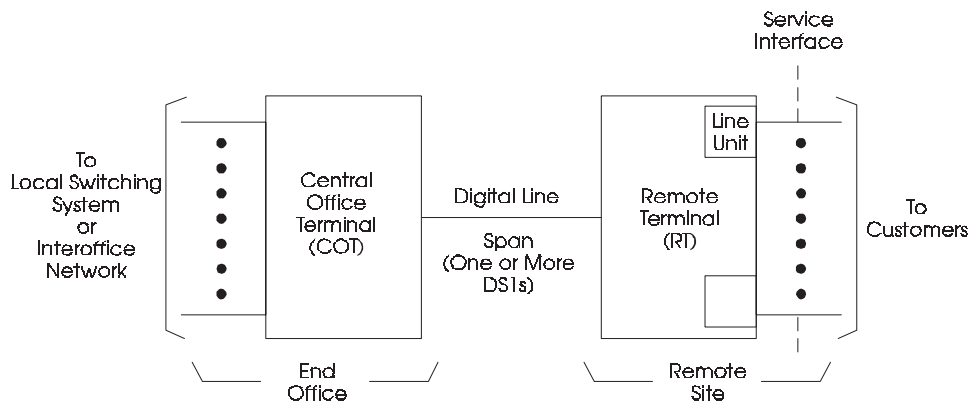 Service
Interface
To
Local Switching
System
or
Interoffice
Network
Central
Office
Terminal
(COT)
Digital Line
Span
(One or More
DS1s)
Line
Unit
Remote
Terminal
(RT)
To
Customers
End
Office
Remote
Site